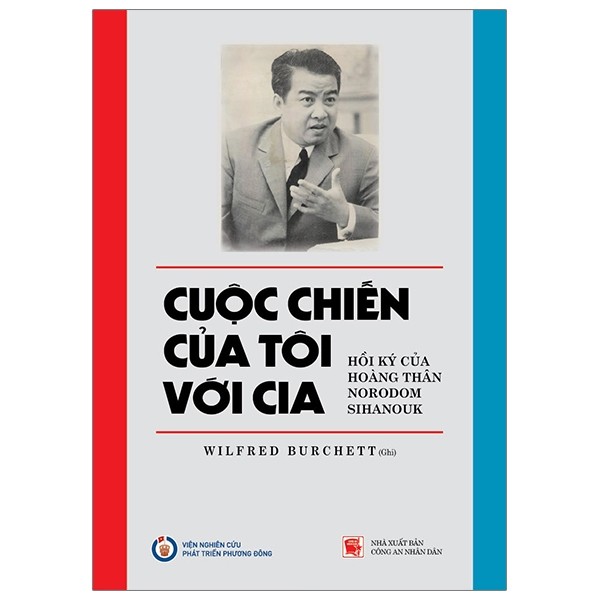 CUỘC CHIẾN
CỦA TÔI
VỚI CIA
HỒI KÝ CỦA
HOÀNG THÂN
NORODOM
SIHANOUK
WILFRED BURCHETT (Ghi)
VIỆN NGHIÊN CỨU
PHÁT TRIỂN PHƯƠNG ĐÔNG
NHÀ XUẤT BẢN
CÔNG AN NHÂN DÂN